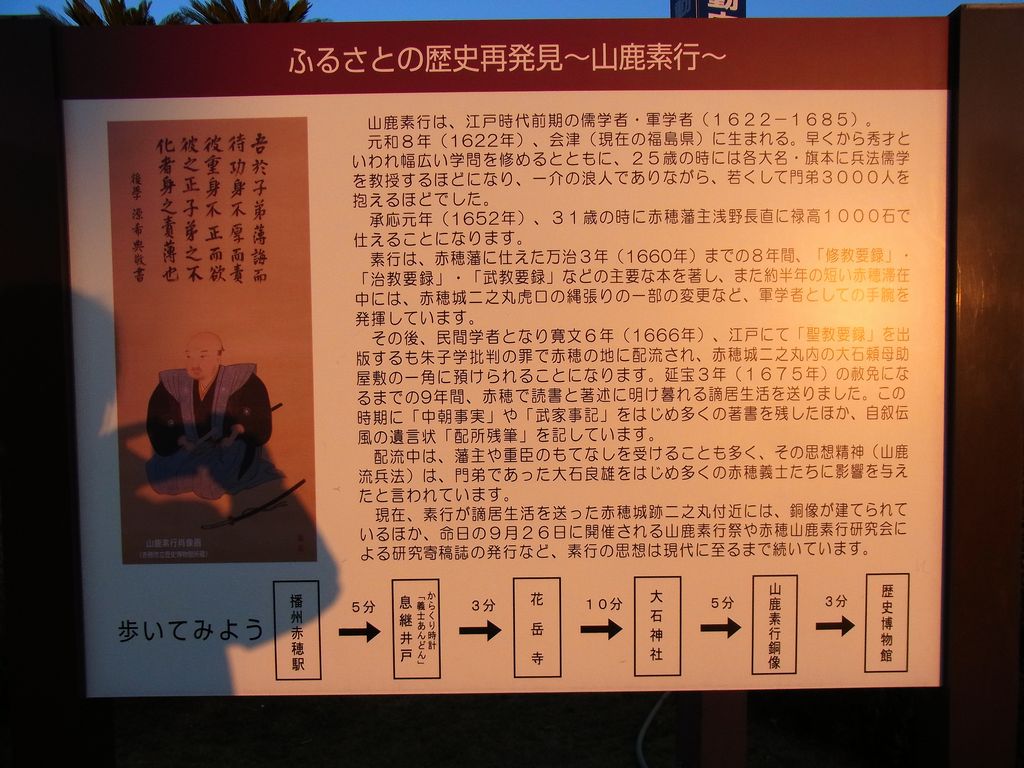 ふるさとの歴史再発見～山鹿素行～
山鹿素行は、江戸時代前期の儒学者・軍学者（1622－1685）。
元和８年（1622年）、会津（現在の福島県）に生まれる。早くから秀才と
いわれ幅広い学問を修めるとともに、２５歳の時には各大名・旗本に兵法儒学
を教授するほどになり、一介の浪人でありながら、若くして門弟３０００人を
抱えるほどでした。
承応元年（1652年）、３１歳の時に赤穂藩主浅野長直に禄高１０００石で
仕えることになります。
素行は、赤穂藩に仕えた万治３年（1660年）までの８年間、「修教要録」・
「治教要録」・「武教要録」などの主要な本を著し、また約半年の短い赤穂滞在
中には、赤穂城二之丸虎口の縄張りの一部の変更など、軍学者としての手腕を
発揮しています。
その後、民間学者となり寛文６年（1666年）、江戸にて「聖教要録」を出
版するも朱子学批判の罪で赤穂の地に配流され、赤穂城二之丸内の大石頼母助
屋敷の一角に預けられることになります。延宝３年（１６７５年）の赦免にな
るまでの9年間、赤穂で読書と著述に明け暮れる謫居生活を送りました。この
時期に「中朝事実」や「武家事記」をはじめ多くの著書を残したほか、自叙伝
風の遺言状「配所残筆」を記しています。
配流中は、藩主や重臣のもてなしを受けることも多く、その思想精神（山鹿
流兵法）は、門弟であった大石良雄をはじめ多くの赤穂義士たちに影響を与え
たと言われています。
現在、素行が謫居生活を送った赤穂城跡二之丸付近には、銅像が建てられて
いるほか、命日の９月２６日に開催される山鹿素行祭や赤穂山鹿素行研究会に
よる研究寄稿誌の発行など、素行の思想は現代に至るまで続いています。
吾於子弟薄誨而
待功身不厚而責
彼重身不正而欲
彼之正子弟之不
化者身之責薄也
後学 源希典敬書
山鹿素行肖像画
（赤穂市立歴史博物館所蔵）
歩いてみよう
播州赤穂駅
5分
からくり時計
「義士あんどん」
息継井戸
3分
花岳寺
10分
大石神社
5分
山鹿素行銅像
3分
歴史博物館